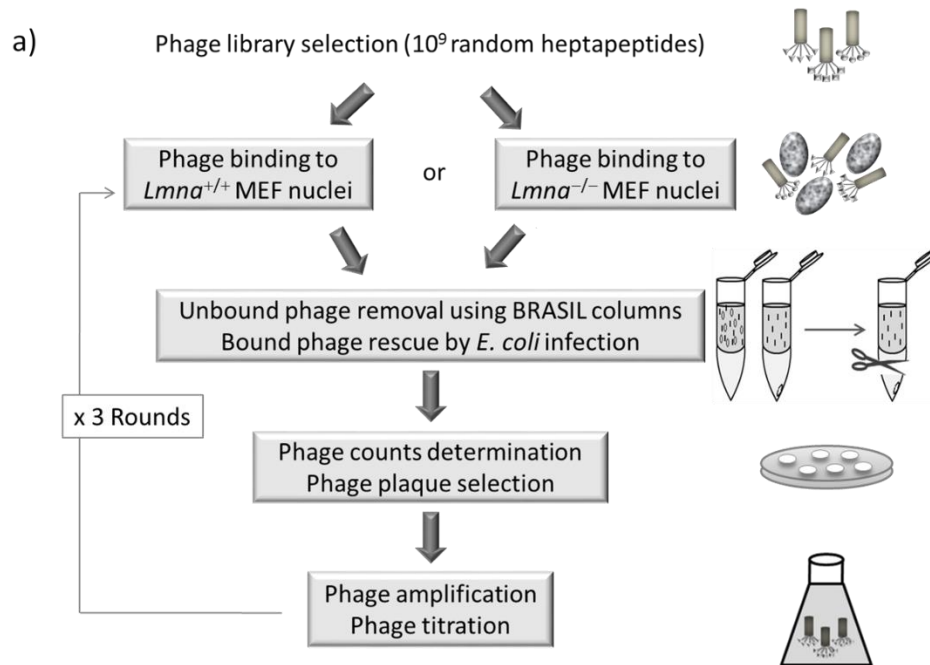 a)
Phage library selection (10⁹ random heptapeptides)
Phage binding to
Lmna⁺/⁺ MEF nuclei
or
Phage binding to
Lmna⁻/⁻ MEF nuclei
Unbound phage removal using BRASIL columns
Bound phage rescue by E. coli infection
x 3 Rounds
Phage counts determination
Phage plaque selection
Phage amplification
Phage titration